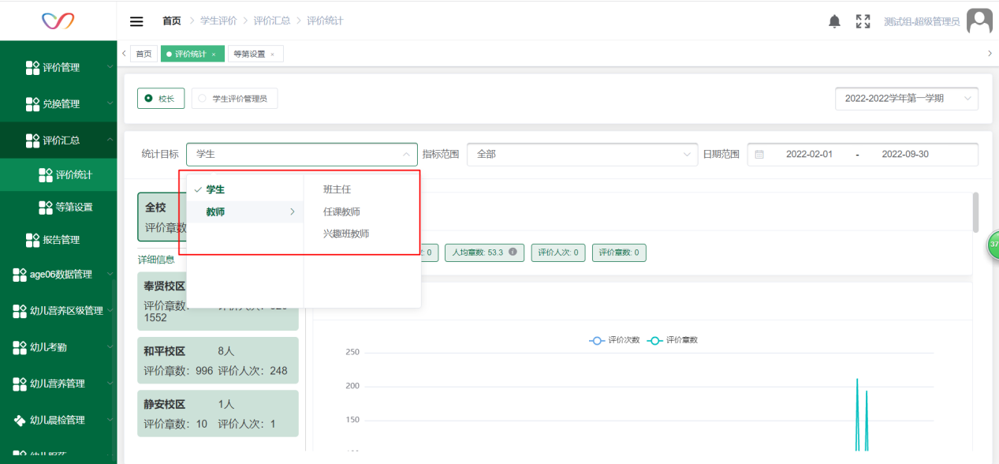 首页 > 学生评价 > 评价汇总 > 评价统计
测试组-超级管理员
首页
评价统计 ×
等第设置 ×
评价管理
兑换管理
评价汇总
评价统计
等第设置
报告管理
age06数据管理
幼儿营养区级管理
幼儿考勤
幼儿营养管理
幼儿晨检管理
校长
学生评价管理员
2022-2022学年第一学期
统计目标
学生
指标范围
全部
日期范围
2022-02-01 - 2022-09-30
学生
教师
班主任
任课教师
兴趣班教师
全校
评价章数
: 0
人均章数: 53.3
评价人次: 0
评价章数: 0
详细信息
奉贤校区
评价章数:
1552
和平校区 8人
评价章数: 996 评价人次: 248
静安校区 1人
评价章数: 10 评价人次: 1
评价次数
评价章数
250
200
150
37